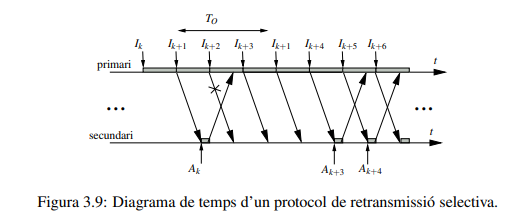 T_O
I_k I_{k+1} I_{k+2} I_{k+3} I_{k+1} I_{k+4} I_{k+5} I_{k+6}
t
primari
... ...
t
secundari
A_k A_{k+3} A_{k+4}
Figura 3.9: Diagrama de temps d’un protocol de retransmissió selectiva.